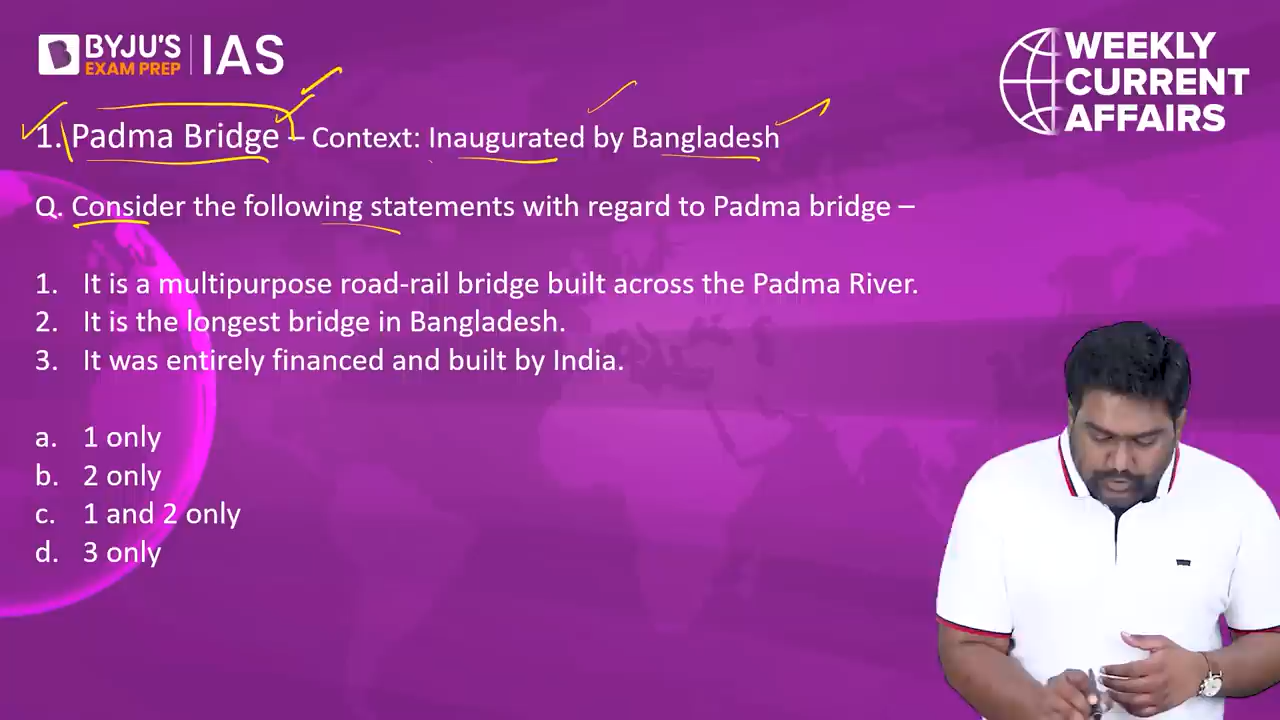 BYJU'S
EXAM PREP
IAS
WEEKLY
CURRENT
AFFAIRS
1. Padma Bridge – Context: Inaugurated by Bangladesh
Q. Consider the following statements with regard to Padma bridge –
1. It is a multipurpose road-rail bridge built across the Padma River.
2. It is the longest bridge in Bangladesh.
3. It was entirely financed and built by India.
a. 1 only
b. 2 only
c. 1 and 2 only
d. 3 only